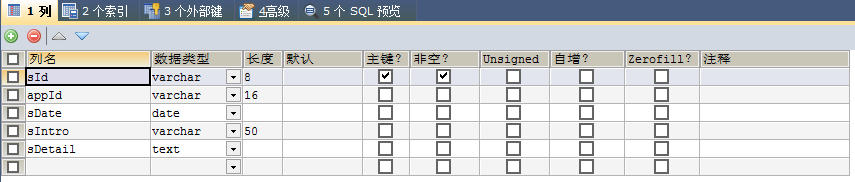 1 列 2 个索引 3 个外部键 4高级 5 个 SQL 预览
列名 数据类型 长度 默认 主键? 非空? Unsigned 自增? Zerofill? 注释
sId varchar 8
appId varchar 16
sDate date
sIntro varchar 50
sDetail text